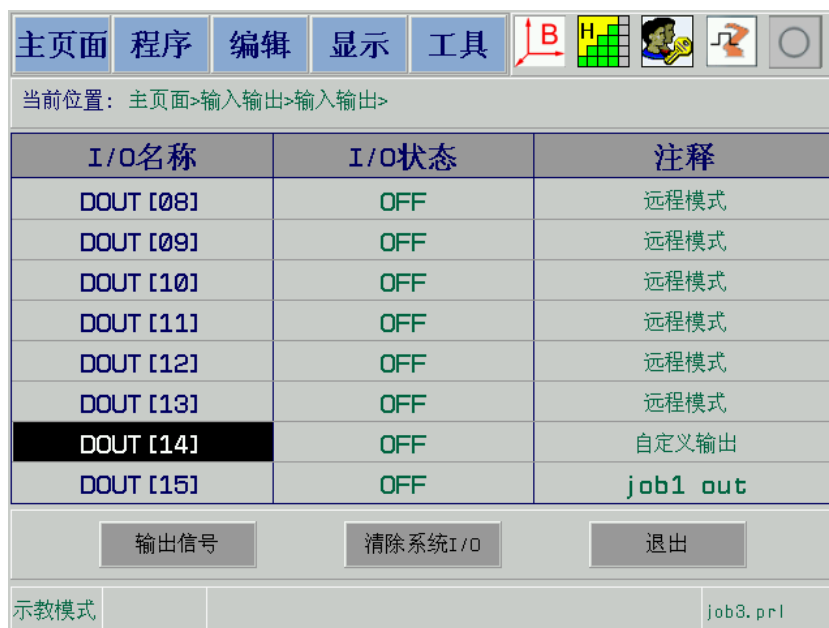 主页面 程序 编辑 显示 工具 B H
当前位置: 主页面>输入输出>输入输出>
I/O名称 I/O状态 注释
DOUT [08] OFF 远程模式
DOUT [09] OFF 远程模式
DOUT [10] OFF 远程模式
DOUT [11] OFF 远程模式
DOUT [12] OFF 远程模式
DOUT [13] OFF 远程模式
DOUT [14] OFF 自定义输出
DOUT [15] OFF job1 out
输出信号 清除系统I/O 退出
示教模式 job3.prl